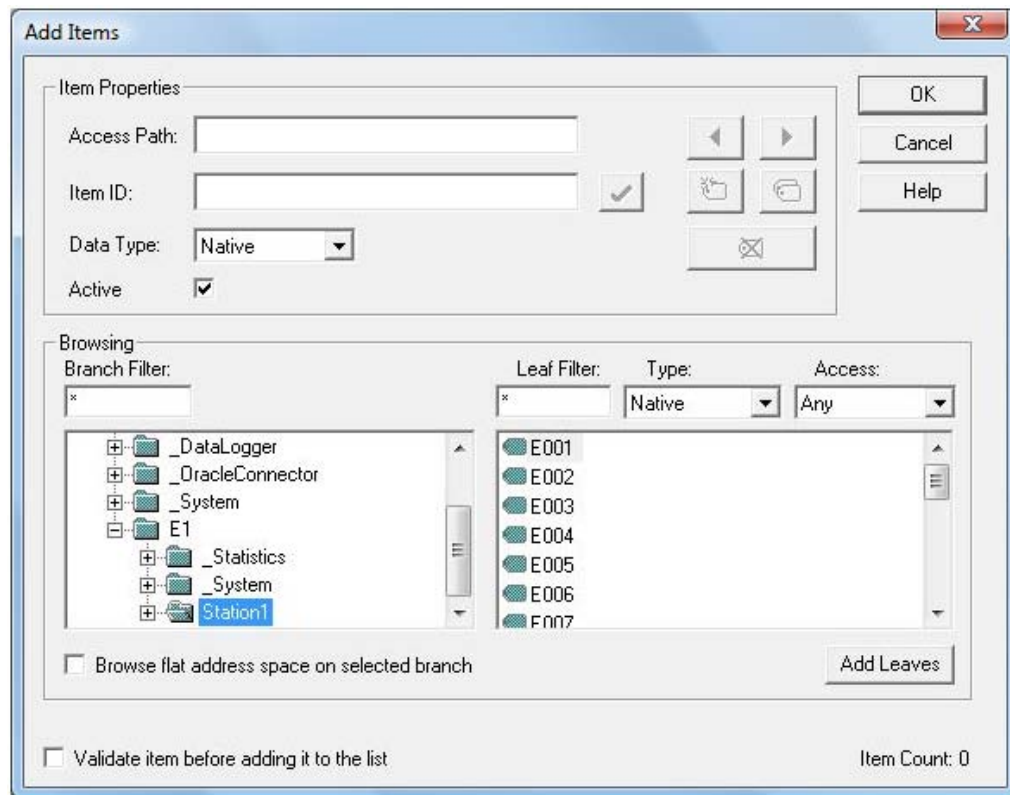 Add Items
Item Properties
Access Path:
Item ID:
Data Type: Native
Active
OK
Cancel
Help
Browsing
Branch Filter:
*
Leaf Filter: Type: Access:
* Native Any
_DataLogger
_OracleConnector
_System
E1
_Statistics
_System
Station1
E001
E002
E003
E004
E005
E006
E007
Browse flat address space on selected branch
Add Leaves
Validate item before adding it to the list
Item Count: 0